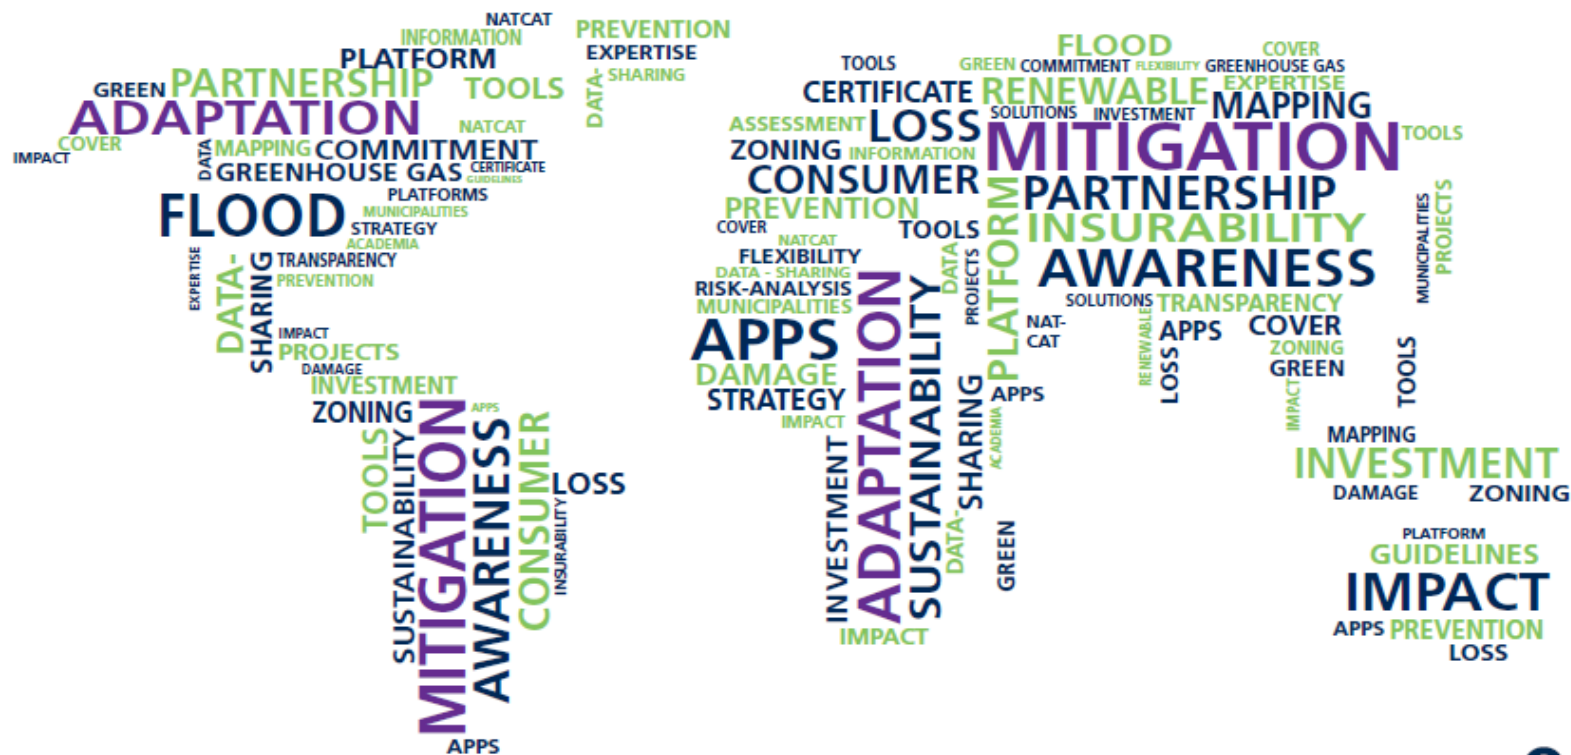 NATCAT
INFORMATION
PREVENTION
PLATFORM
EXPERTISE
GREEN
PARTNERSHIP
TOOLS
DATA-
SHARING
ADAPTATION
COVER
IMPACT
NATCAT
DATA
MAPPING
COMMITMENT
GREENHOUSE GAS
CERTIFICATE
GUIDELINES
PLATFORMS
FLOOD
MUNICIPALITIES
STRATEGY
ACADEMIA
EXPERTISE
DATA-
SHARING
TRANSPARENCY
PREVENTION
IMPACT
PROJECTS
DAMAGE
INVESTMENT
ZONING
APPS
TOOLS
SUSTAINABILITY
MITIGATION
AWARENESS
CONSUMER
LOSS
INSURABILITY
APPS
TOOLS
FLOOD
COVER
GREEN
COMMITMENT
FLEXIBILITY
GREENHOUSE GAS
CERTIFICATE
RENEWABLE
EXPERTISE
SOLUTIONS
INVESTMENT
MAPPING
ASSESSMENT
LOSS
MITIGATION
TOOLS
ZONING
INFORMATION
CONSUMER
PLATFORM
PARTNERSHIP
PREVENTION
INSURABILITY
MUNICIPALITIES
PROJECTS
COVER
TOOLS
NATCAT
FLEXIBILITY
DATA
PROJECTS
AWARENESS
DATA - SHARING
RISK-ANALYSIS
MUNICIPALITIES
SOLUTIONS
TRANSPARENCY
APPS
ADAPTATION
SUSTAINABILITY
NAT-
CAT
RENEWABLE
APPS
LOSS
COVER
ZONING
GREEN
IMPACT
TOOLS
DAMAGE
STRATEGY
IMPACT
INVESTMENT
DATA-
SHARING
APPS
ACADEMIA
GREEN
IMPACT
MAPPING
INVESTMENT
DAMAGE
ZONING
PLATFORM
GUIDELINES
IMPACT
APPS
PREVENTION
LOSS